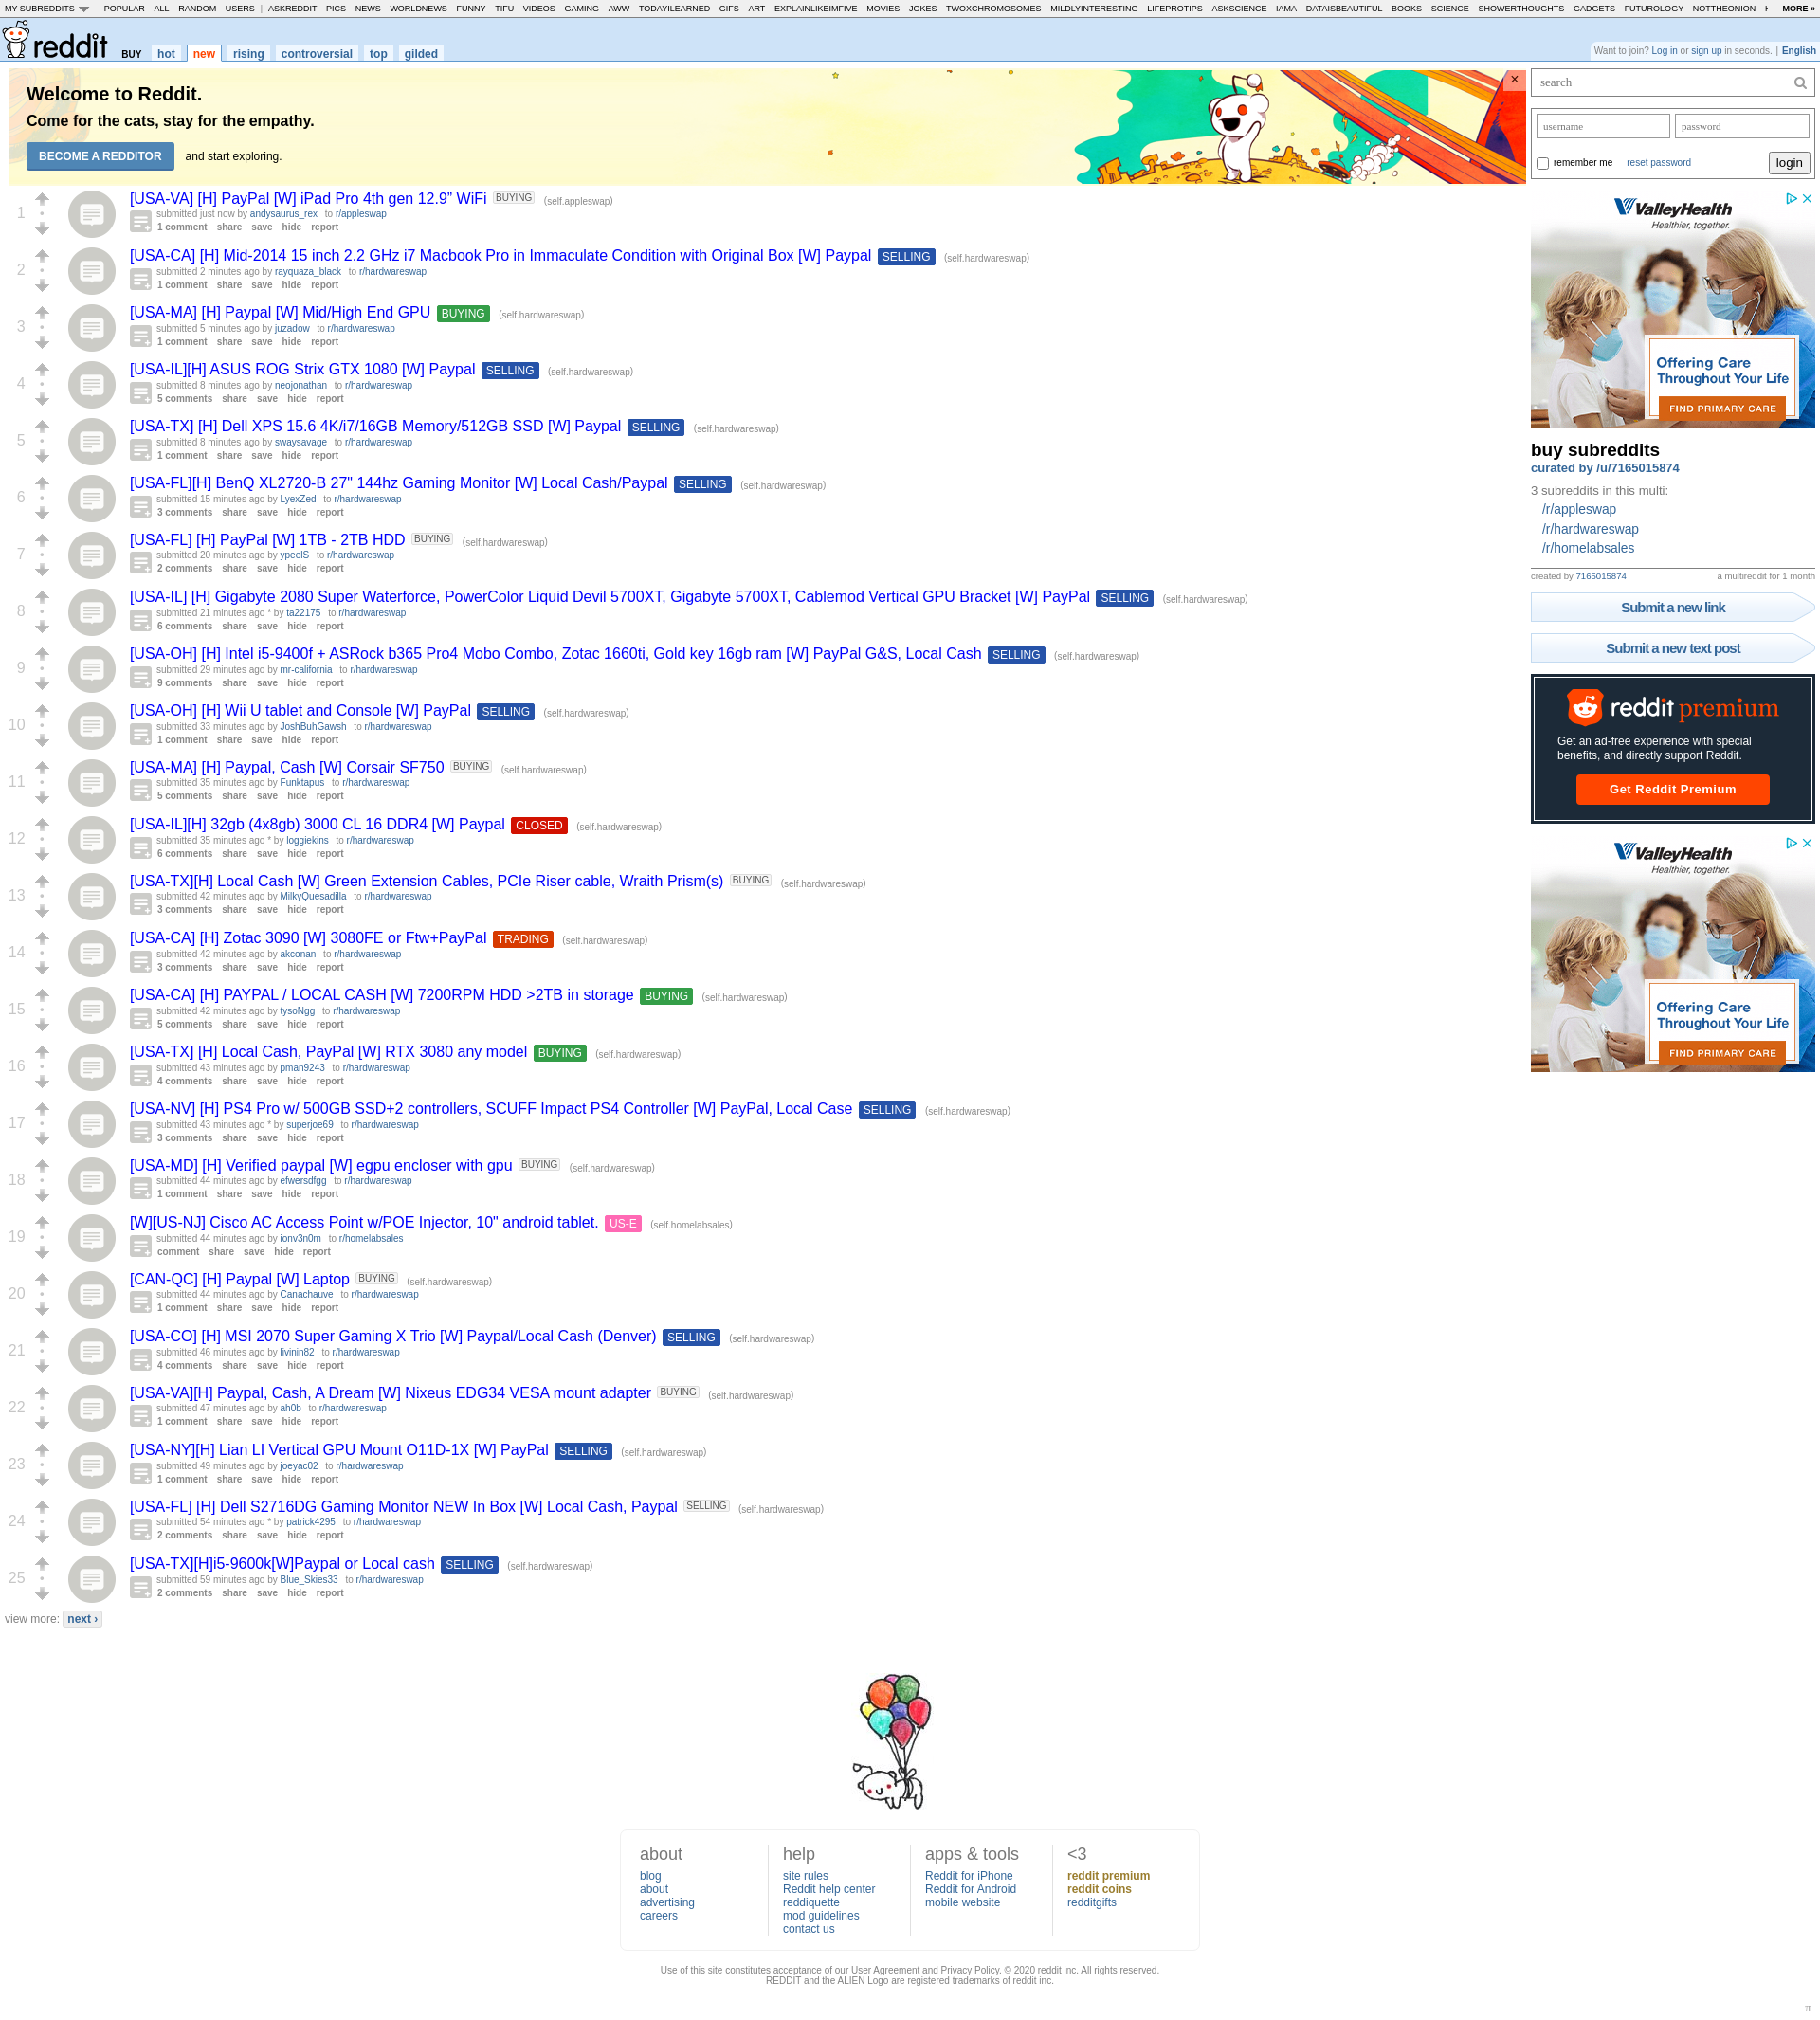 MY SUBREDDITS POPULAR - ALL - RANDOM - USERS | ASKREDDIT - PICS - NEWS - WORLDNEWS - FUNNY - TIFU - VIDEOS - GAMING - AWW - TODAYILEARNED - GIFS - ART - EXPLAINLIKEIMFIVE - MOVIES - JOKES - TWOXCHROMOSOMES - MILDLYINTERESTING - LIFEPROTIPS - ASKSCIENCE - IAMA - DATAISBEAUTIFUL - BOOKS - SCIENCE - SHOWERTHOUGHTS - GADGETS - FUTUROLOGY - NOTTHEONION - MORE »
reddit BUY hot new rising controversial top gilded
Want to join? Log in or sign up in seconds. | English
Welcome to Reddit.
Come for the cats, stay for the empathy.
BECOME A REDDITOR and start exploring.
×
1
[USA-VA] [H] PayPal [W] iPad Pro 4th gen 12.9” WiFi BUYING (self.appleswap)
submitted just now by andysaurus_rex to r/appleswap
1 comment share save hide report
2
[USA-CA] [H] Mid-2014 15 inch 2.2 GHz i7 Macbook Pro in Immaculate Condition with Original Box [W] Paypal SELLING (self.hardwareswap)
submitted 2 minutes ago by rayquaza_black to r/hardwareswap
1 comment share save hide report
3
[USA-MA] [H] Paypal [W] Mid/High End GPU BUYING (self.hardwareswap)
submitted 5 minutes ago by juzadow to r/hardwareswap
1 comment share save hide report
4
[USA-IL][H] ASUS ROG Strix GTX 1080 [W] Paypal SELLING (self.hardwareswap)
submitted 8 minutes ago by neojonathan to r/hardwareswap
5 comments share save hide report
5
[USA-TX] [H] Dell XPS 15.6 4K/i7/16GB Memory/512GB SSD [W] Paypal SELLING (self.hardwareswap)
submitted 8 minutes ago by swaysavage to r/hardwareswap
1 comment share save hide report
6
[USA-FL][H] BenQ XL2720-B 27" 144hz Gaming Monitor [W] Local Cash/Paypal SELLING (self.hardwareswap)
submitted 15 minutes ago by LyexZed to r/hardwareswap
3 comments share save hide report
7
[USA-FL] [H] PayPal [W] 1TB - 2TB HDD BUYING (self.hardwareswap)
submitted 20 minutes ago by ypeelS to r/hardwareswap
2 comments share save hide report
8
[USA-IL] [H] Gigabyte 2080 Super Waterforce, PowerColor Liquid Devil 5700XT, Gigabyte 5700XT, Cablemod Vertical GPU Bracket [W] PayPal SELLING (self.hardwareswap)
submitted 21 minutes ago * by ta22175 to r/hardwareswap
6 comments share save hide report
9
[USA-OH] [H] Intel i5-9400f + ASRock b365 Pro4 Mobo Combo, Zotac 1660ti, Gold key 16gb ram [W] PayPal G&S, Local Cash SELLING (self.hardwareswap)
submitted 29 minutes ago by mr-california to r/hardwareswap
9 comments share save hide report
10
[USA-OH] [H] Wii U tablet and Console [W] PayPal SELLING (self.hardwareswap)
submitted 33 minutes ago by JoshBuhGawsh to r/hardwareswap
1 comment share save hide report
11
[USA-MA] [H] Paypal, Cash [W] Corsair SF750 BUYING (self.hardwareswap)
submitted 35 minutes ago by Funktapus to r/hardwareswap
5 comments share save hide report
12
[USA-IL][H] 32gb (4x8gb) 3000 CL 16 DDR4 [W] Paypal CLOSED (self.hardwareswap)
submitted 35 minutes ago * by loggiekins to r/hardwareswap
6 comments share save hide report
13
[USA-TX][H] Local Cash [W] Green Extension Cables, PCIe Riser cable, Wraith Prism(s) BUYING (self.hardwareswap)
submitted 42 minutes ago by MilkyQuesadilla to r/hardwareswap
3 comments share save hide report
14
[USA-CA] [H] Zotac 3090 [W] 3080FE or Ftw+PayPal TRADING (self.hardwareswap)
submitted 42 minutes ago by akconan to r/hardwareswap
3 comments share save hide report
15
[USA-CA] [H] PAYPAL / LOCAL CASH [W] 7200RPM HDD >2TB in storage BUYING (self.hardwareswap)
submitted 42 minutes ago by tysoNgg to r/hardwareswap
5 comments share save hide report
16
[USA-TX] [H] Local Cash, PayPal [W] RTX 3080 any model BUYING (self.hardwareswap)
submitted 43 minutes ago by pman9243 to r/hardwareswap
4 comments share save hide report
17
[USA-NV] [H] PS4 Pro w/ 500GB SSD+2 controllers, SCUFF Impact PS4 Controller [W] PayPal, Local Case SELLING (self.hardwareswap)
submitted 43 minutes ago * by superjoe69 to r/hardwareswap
3 comments share save hide report
18
[USA-MD] [H] Verified paypal [W] egpu encloser with gpu BUYING (self.hardwareswap)
submitted 44 minutes ago by efwersdfgg to r/hardwareswap
1 comment share save hide report
19
[W][US-NJ] Cisco AC Access Point w/POE Injector, 10" android tablet. US-E (self.homelabsales)
submitted 44 minutes ago by ionv3n0m to r/homelabsales
comment share save hide report
20
[CAN-QC] [H] Paypal [W] Laptop BUYING (self.hardwareswap)
submitted 44 minutes ago by Canachauve to r/hardwareswap
1 comment share save hide report
21
[USA-CO] [H] MSI 2070 Super Gaming X Trio [W] Paypal/Local Cash (Denver) SELLING (self.hardwareswap)
submitted 46 minutes ago by livinin82 to r/hardwareswap
4 comments share save hide report
22
[USA-VA][H] Paypal, Cash, A Dream [W] Nixeus EDG34 VESA mount adapter BUYING (self.hardwareswap)
submitted 47 minutes ago by ah0b to r/hardwareswap
1 comment share save hide report
23
[USA-NY][H] Lian LI Vertical GPU Mount O11D-1X [W] PayPal SELLING (self.hardwareswap)
submitted 49 minutes ago by joeyac02 to r/hardwareswap
1 comment share save hide report
24
[USA-FL] [H] Dell S2716DG Gaming Monitor NEW In Box [W] Local Cash, Paypal SELLING (self.hardwareswap)
submitted 54 minutes ago * by patrick4295 to r/hardwareswap
2 comments share save hide report
25
[USA-TX][H]i5-9600k[W]Paypal or Local cash SELLING (self.hardwareswap)
submitted 59 minutes ago by Blue_Skies33 to r/hardwareswap
2 comments share save hide report
view more: next ›
search
username password
remember me reset password login
ValleyHealth
Healthier, together.
Offering Care
Throughout Your Life
FIND PRIMARY CARE
buy subreddits
curated by /u/7165015874
3 subreddits in this multi:
/r/appleswap
/r/hardwareswap
/r/homelabsales
created by 7165015874 a multireddit for 1 month
Submit a new link
Submit a new text post
reddit premium
Get an ad-free experience with special
benefits, and directly support Reddit.
Get Reddit Premium
ValleyHealth
Healthier, together.
Offering Care
Throughout Your Life
FIND PRIMARY CARE
about
blog
about
advertising
careers
help
site rules
Reddit help center
reddiquette
mod guidelines
contact us
apps & tools
Reddit for iPhone
Reddit for Android
mobile website
<3
reddit premium
reddit coins
redditgifts
Use of this site constitutes acceptance of our User Agreement and Privacy Policy. © 2020 reddit inc. All rights reserved.
REDDIT and the ALIEN Logo are registered trademarks of reddit inc.
π